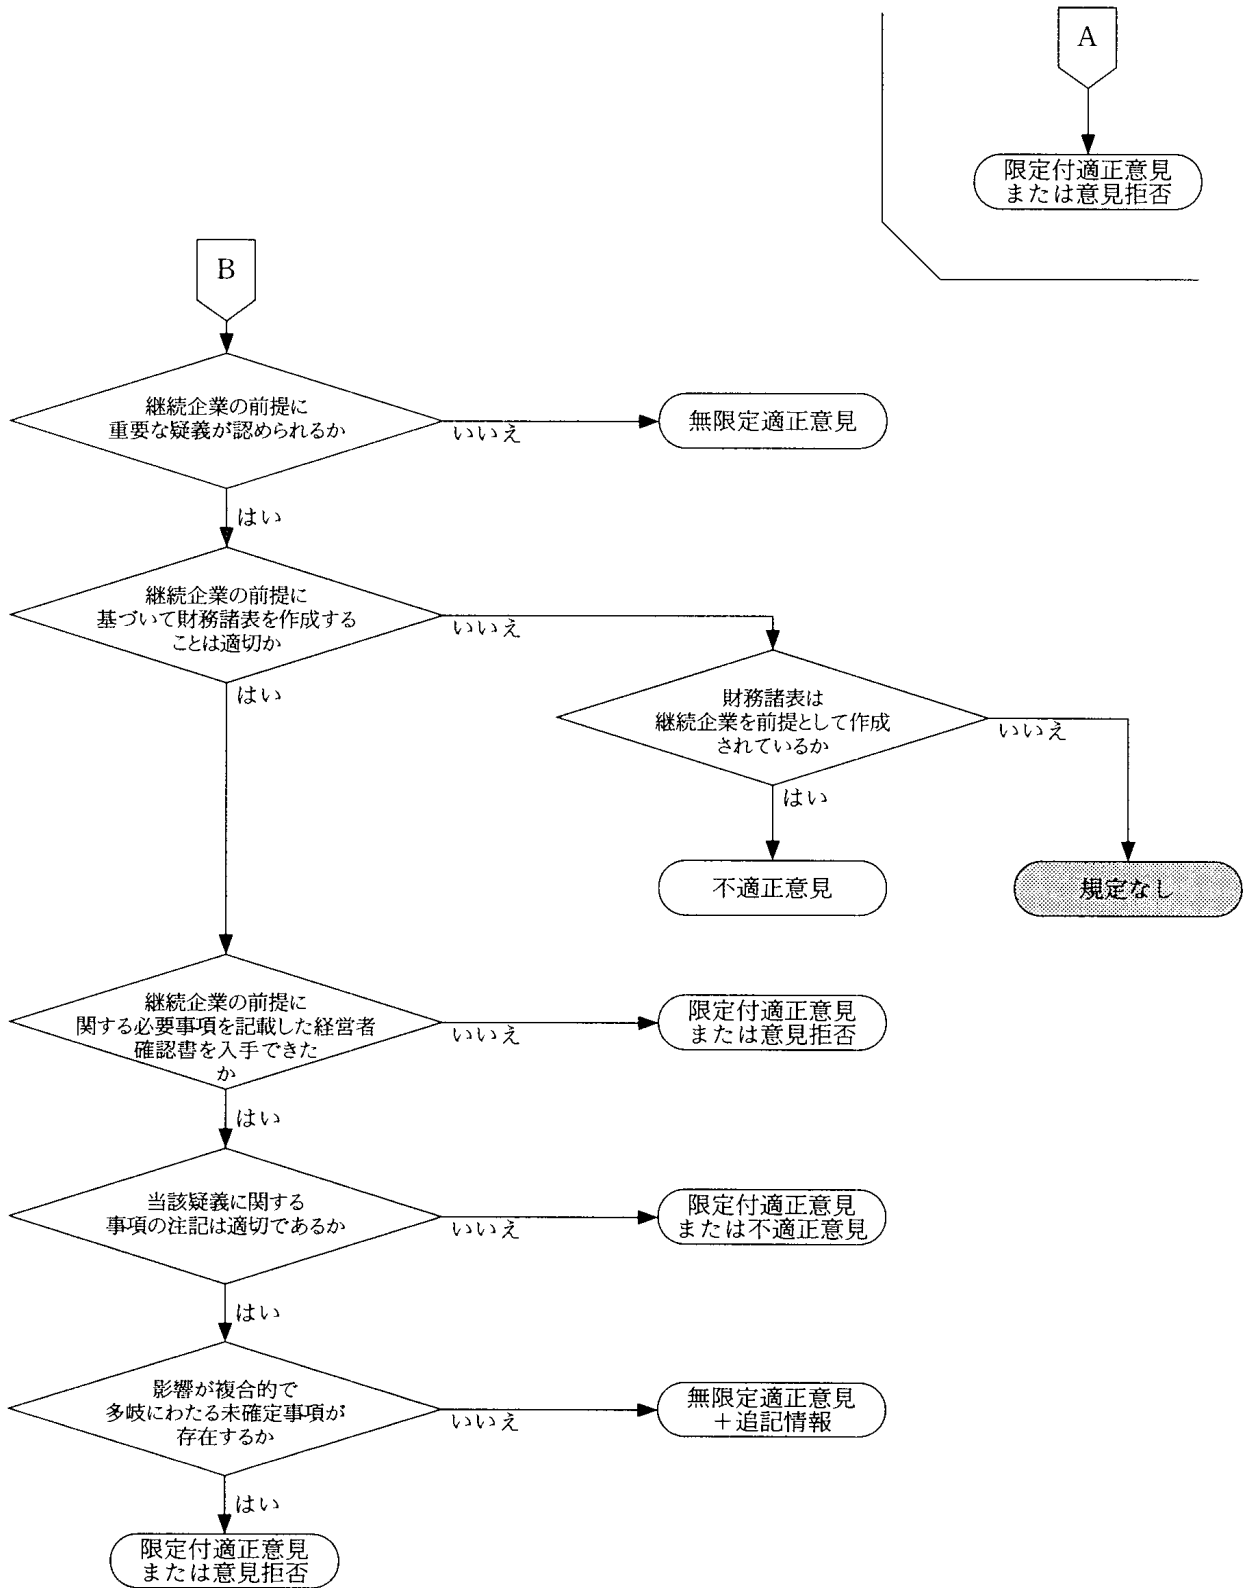 A
限定付適正意見
または意見拒否
B
継続企業の前提に
重要な疑義が認められるか
いいえ
無限定適正意見
はい
継続企業の前提に
基づいて財務諸表を作成する
ことは適切か
いいえ
はい
財務諸表は
継続企業を前提として作成
されているか
いいえ
はい
不適正意見
規定なし
継続企業の前提に
関する必要事項を記載した経営者
確認書を入手できた
か
いいえ
限定付適正意見
または意見拒否
はい
当該疑義に関する
事項の注記は適切であるか
いいえ
限定付適正意見
または不適正意見
はい
影響が複合的で
多岐にわたる未確定事項が
存在するか
いいえ
無限定適正意見
＋追記情報
はい
限定付適正意見
または意見拒否